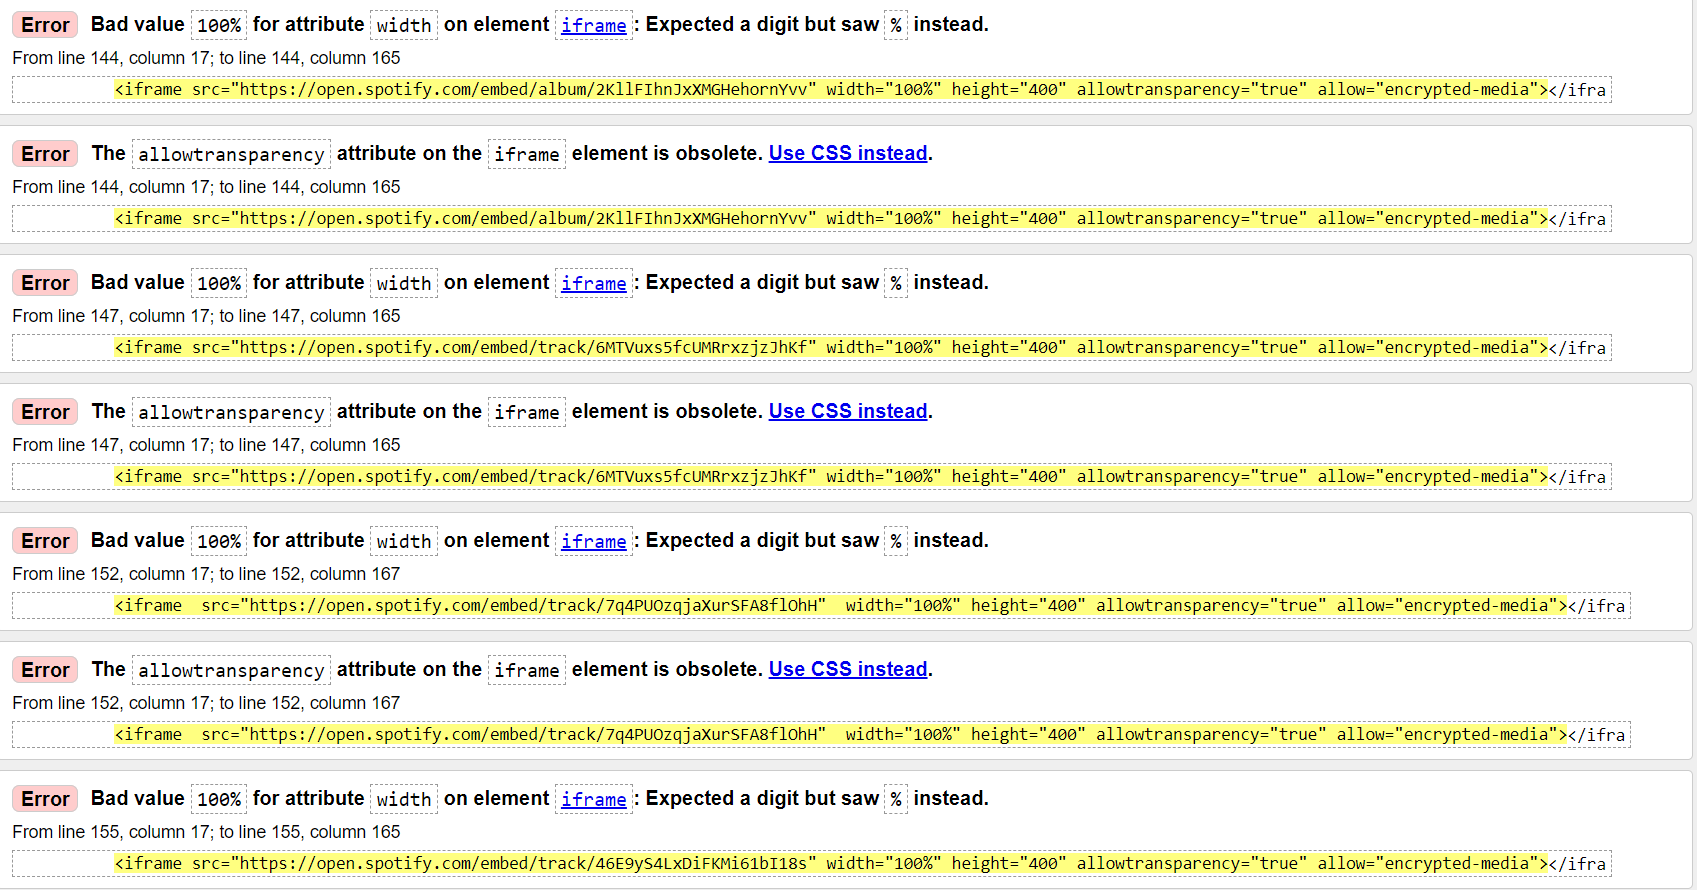 Error Bad value 100% for attribute width on element iframe: Expected a digit but saw % instead.
From line 144, column 17; to line 144, column 165
<iframe src="https://open.spotify.com/embed/album/2KllFIhnJxXMGHehornYvv" width="100%" height="400" allowtransparency="true" allow="encrypted-media"></ifra
Error The allowtransparency attribute on the iframe element is obsolete. Use CSS instead.
From line 144, column 17; to line 144, column 165
<iframe src="https://open.spotify.com/embed/album/2KllFIhnJxXMGHehornYvv" width="100%" height="400" allowtransparency="true" allow="encrypted-media"></ifra
Error Bad value 100% for attribute width on element iframe: Expected a digit but saw % instead.
From line 147, column 17; to line 147, column 165
<iframe src="https://open.spotify.com/embed/track/6MTVuxs5fcUMRrxzjzJhKf" width="100%" height="400" allowtransparency="true" allow="encrypted-media"></ifra
Error The allowtransparency attribute on the iframe element is obsolete. Use CSS instead.
From line 147, column 17; to line 147, column 165
<iframe src="https://open.spotify.com/embed/track/6MTVuxs5fcUMRrxzjzJhKf" width="100%" height="400" allowtransparency="true" allow="encrypted-media"></ifra
Error Bad value 100% for attribute width on element iframe: Expected a digit but saw % instead.
From line 152, column 17; to line 152, column 167
<iframe  src="https://open.spotify.com/embed/track/7q4PUOzqjaXurSFA8flOhH"  width="100%" height="400" allowtransparency="true" allow="encrypted-media"></ifra
Error The allowtransparency attribute on the iframe element is obsolete. Use CSS instead.
From line 152, column 17; to line 152, column 167
<iframe  src="https://open.spotify.com/embed/track/7q4PUOzqjaXurSFA8flOhH"  width="100%" height="400" allowtransparency="true" allow="encrypted-media"></ifra
Error Bad value 100% for attribute width on element iframe: Expected a digit but saw % instead.
From line 155, column 17; to line 155, column 165
<iframe src="https://open.spotify.com/embed/track/46E9yS4LxDiFKMi61bI18s" width="100%" height="400" allowtransparency="true" allow="encrypted-media"></ifra